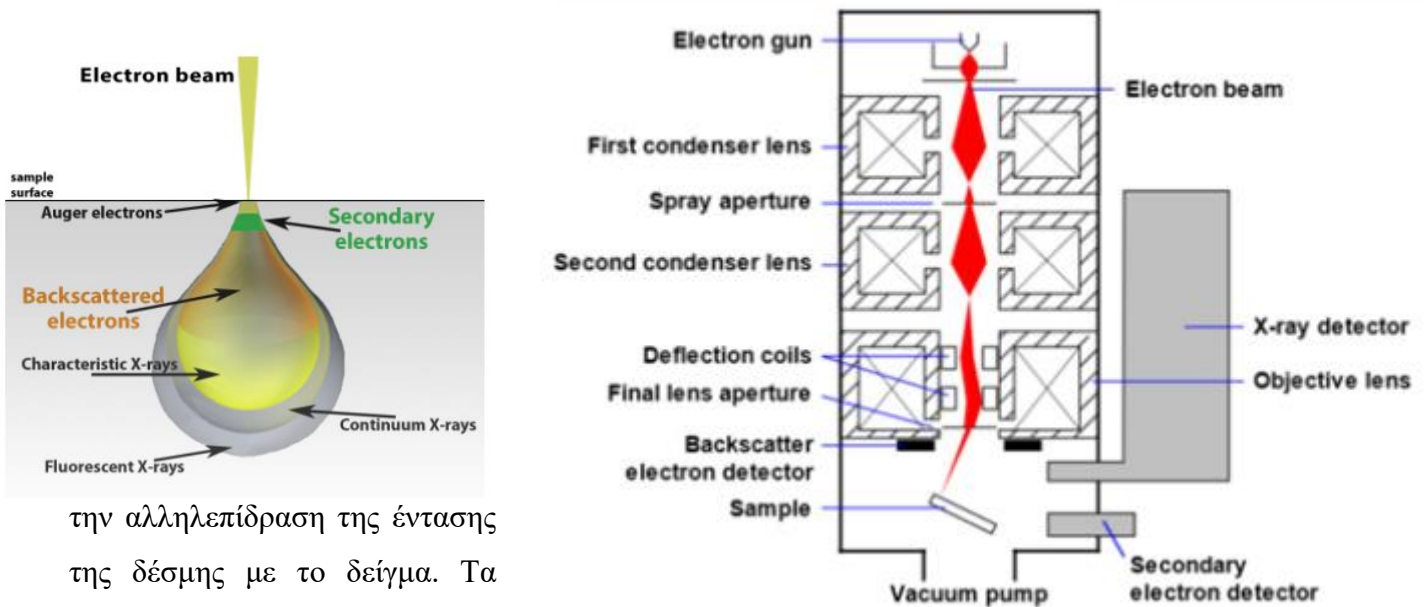 Electron beam
sample
surface
Auger electrons
Secondary
electrons
Backscattered
electrons
Characteristic X-rays
Continuum X-rays
Fluorescent X-rays
την αλληλεπίδραση της έντασης
της δέσμης με το δείγμα. Τα
Electron gun
Electron beam
First condenser lens
Spray aperture
Second condenser lens
X-ray detector
Deflection coils
Objective lens
Final lens aperture
Backscatter
electron detector
Sample
Secondary
electron detector
Vacuum pump